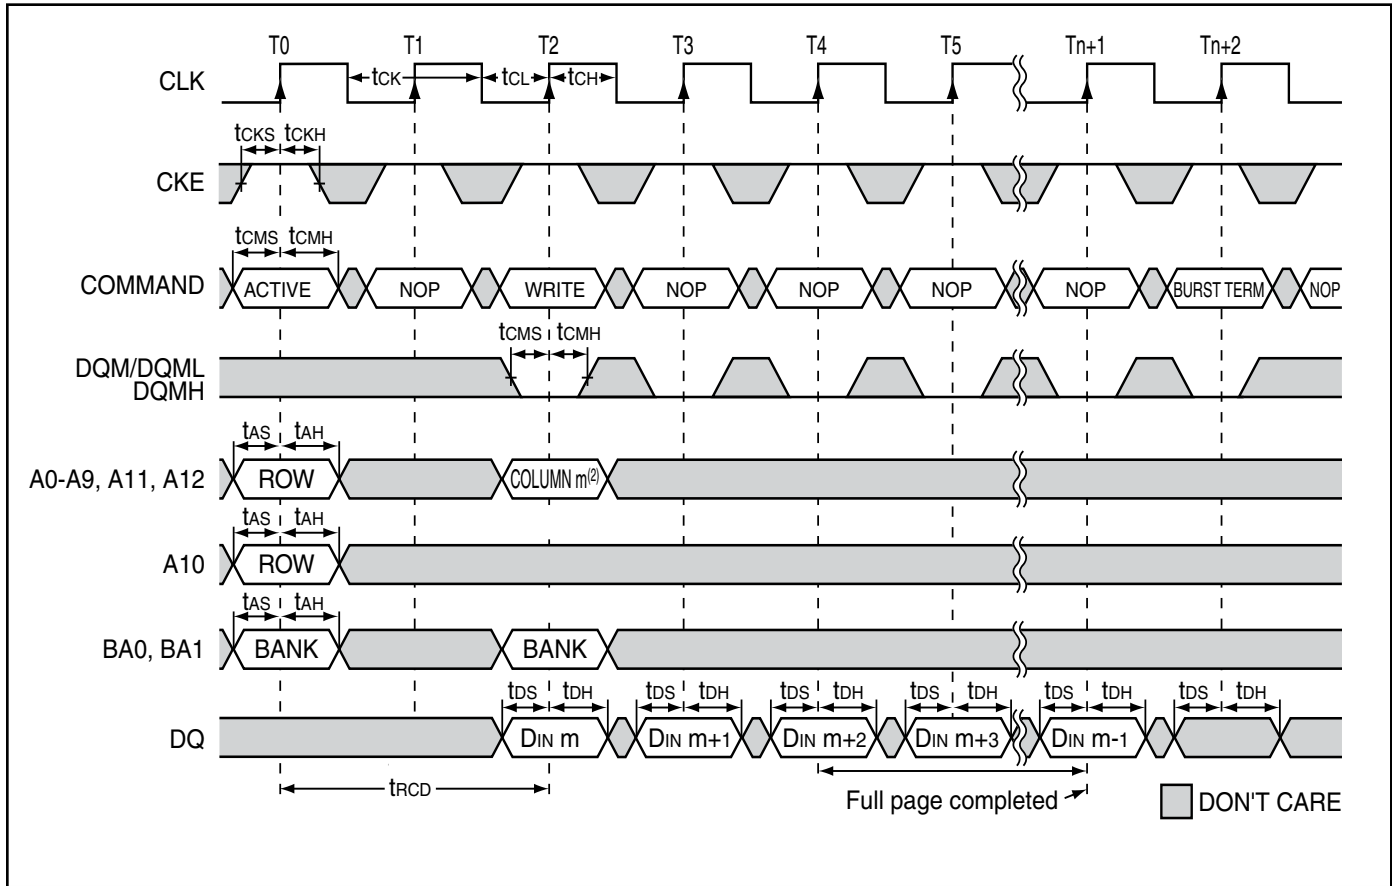 T0 T1 T2 T3 T4 T5 Tn+1 Tn+2
CLK tCK tCL tCH
tCKS tCKH
CKE
tCMS tCMH
COMMAND ACTIVE NOP WRITE NOP NOP NOP NOP BURST TERM NOP
tCMS tCMH
DQM/DQML
DQMH
tAS tAH
A0-A9, A11, A12 ROW COLUMN m(2)
tAS tAH
A10 ROW
tAS tAH
BA0, BA1 BANK BANK
tDS tDH tDS tDH tDS tDH tDS tDH tDS tDH tDS tDH
DQ DIN m DIN m+1 DIN m+2 DIN m+3 DIN m-1
tRCD
Full page completed DON'T CARE